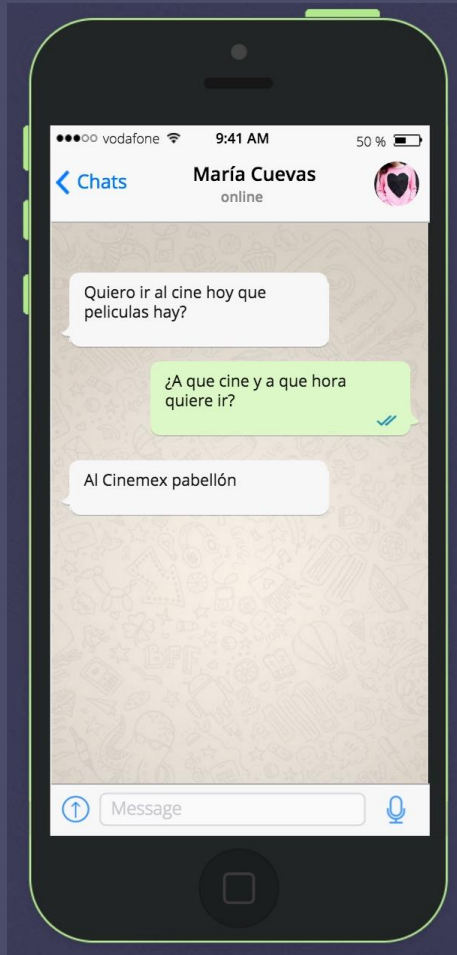 vodafone 9:41 AM 50 %
Chats María Cuevas
online
Quiero ir al cine hoy que
peliculas hay?
¿A que cine y a que hora
quiere ir?
Al Cinemex pabellón
BFF
Message